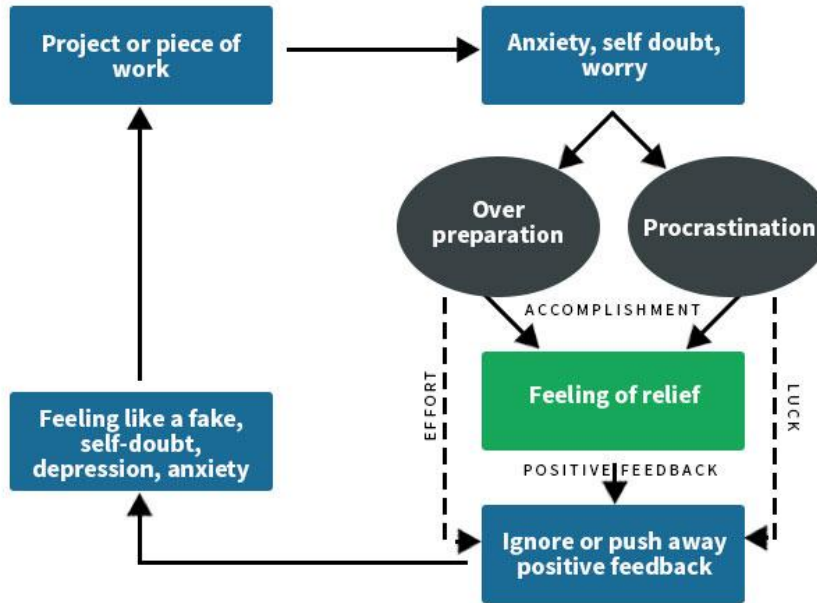 Project or piece of
work
Anxiety, self doubt,
worry
Over
preparation
Procrastination
ACCOMPLISHMENT
EFFORT
Feeling of relief
LUCK
POSITIVE FEEDBACK
Feeling like a fake,
self-doubt,
depression, anxiety
Ignore or push away
positive feedback